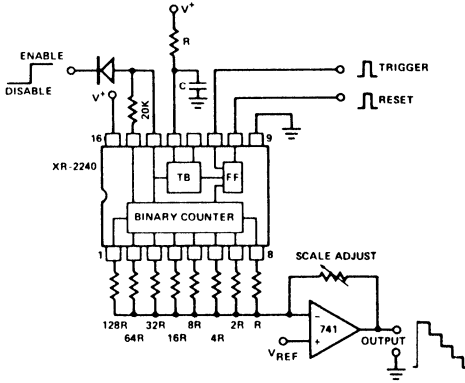 V+
ENABLE
R
DISABLE
C
TRIGGER
V+
20K
RESET
16
9
XR-2240
TB
FF
BINARY COUNTER
1
8
SCALE ADJUST
128R
32R
8R
2R
R
64R
16R
4R
−
741
+
OUTPUT
VREF